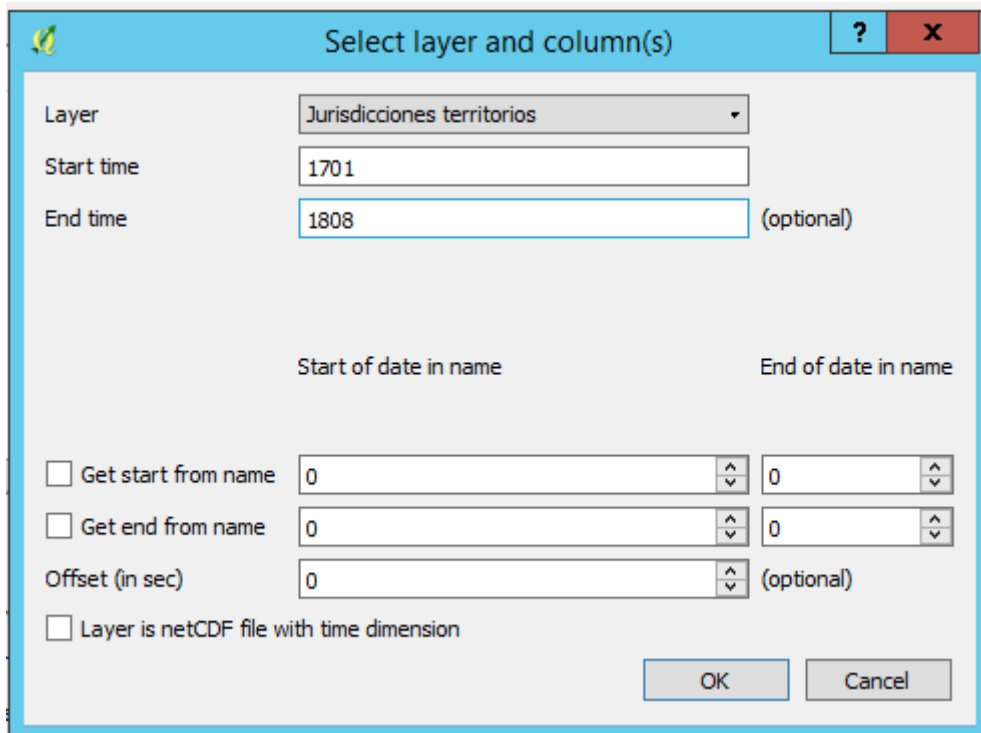 Select layer and column(s)
?
x
Layer
Jurisdicciones territorios
Start time
1701
End time
1808
(optional)
Start of date in name
End of date in name
Get start from name
0
0
Get end from name
0
0
Offset (in sec)
0
(optional)
Layer is netCDF file with time dimension
OK
Cancel